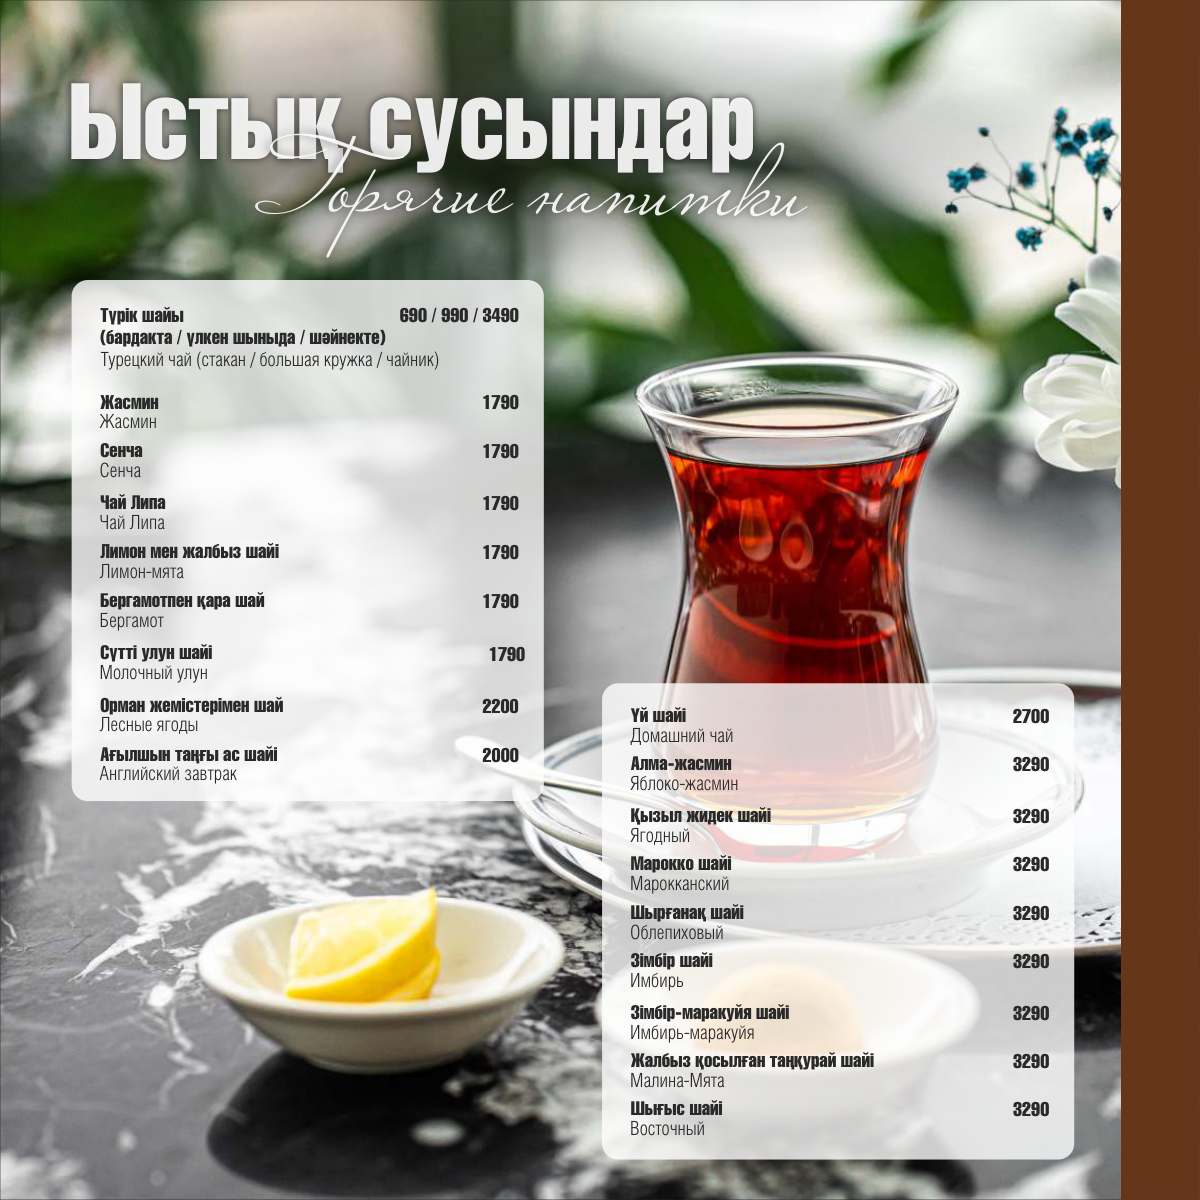 Ыстық сусындар
Горячие напитки
Түрік шайы 690 / 990 / 3490
(бардакта / үлкен шыныда / шәйнекте)
Турецкий чай (стакан / большая кружка / чайник)
Жасмин 1790
Жасмин
Сенча 1790
Сенча
Чай Липа 1790
Чай Липа
Лимон мен жалбыз шайі 1790
Лимон-мята
Бергамотпен қара шай 1790
Бергамот
Сүтті улун шайі 1790
Молочный улун
Орман жемістерімен шай 2200
Лесные ягоды
Ағылшын таңғы ас шайі 2000
Английский завтрак
Үй шайі 2700
Домашний чай
Алма-жасмин 3290
Яблоко-жасмин
Қызыл жидек шайі 3290
Ягодный
Марокко шайі 3290
Марокканский
Шырғанақ шайі 3290
Облепиховый
Зімбір шайі 3290
Имбирь
Зімбір-маракуйя шайі 3290
Имбирь-маракуйя
Жалбыз қосылған таңқурай шайі 3290
Малина-Мята
Шығыс шайі 3290
Восточный